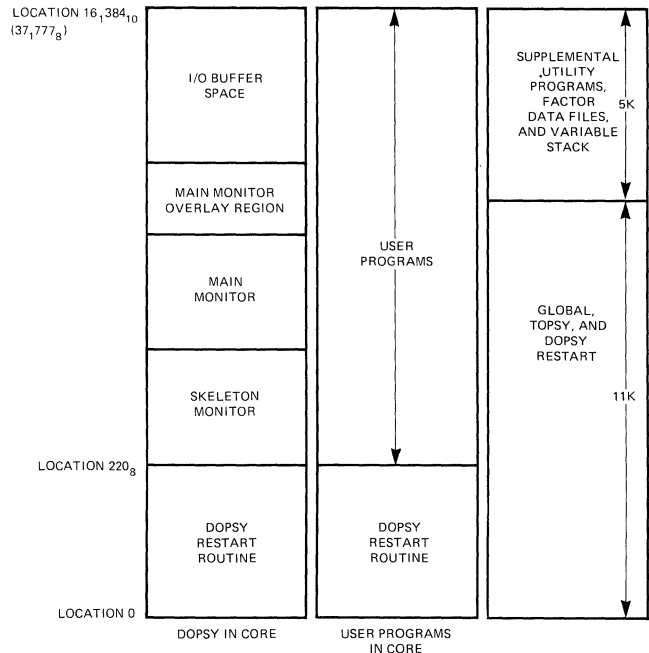 LOCATION 16,384₁₀
(37,777₈)
I/O BUFFER
SPACE
MAIN MONITOR
OVERLAY REGION
MAIN
MONITOR
SKELETON
MONITOR
LOCATION 220₈
DOPSY
RESTART
ROUTINE
LOCATION 0
DOPSY IN CORE
USER
PROGRAMS
DOPSY
RESTART
ROUTINE
USER PROGRAMS
IN CORE
SUPPLEMENTAL
UTILITY
PROGRAMS,
FACTOR
DATA FILES,
AND VARIABLE
STACK
5K
GLOBAL,
TOPSY, AND
DOPSY
RESTART
11K